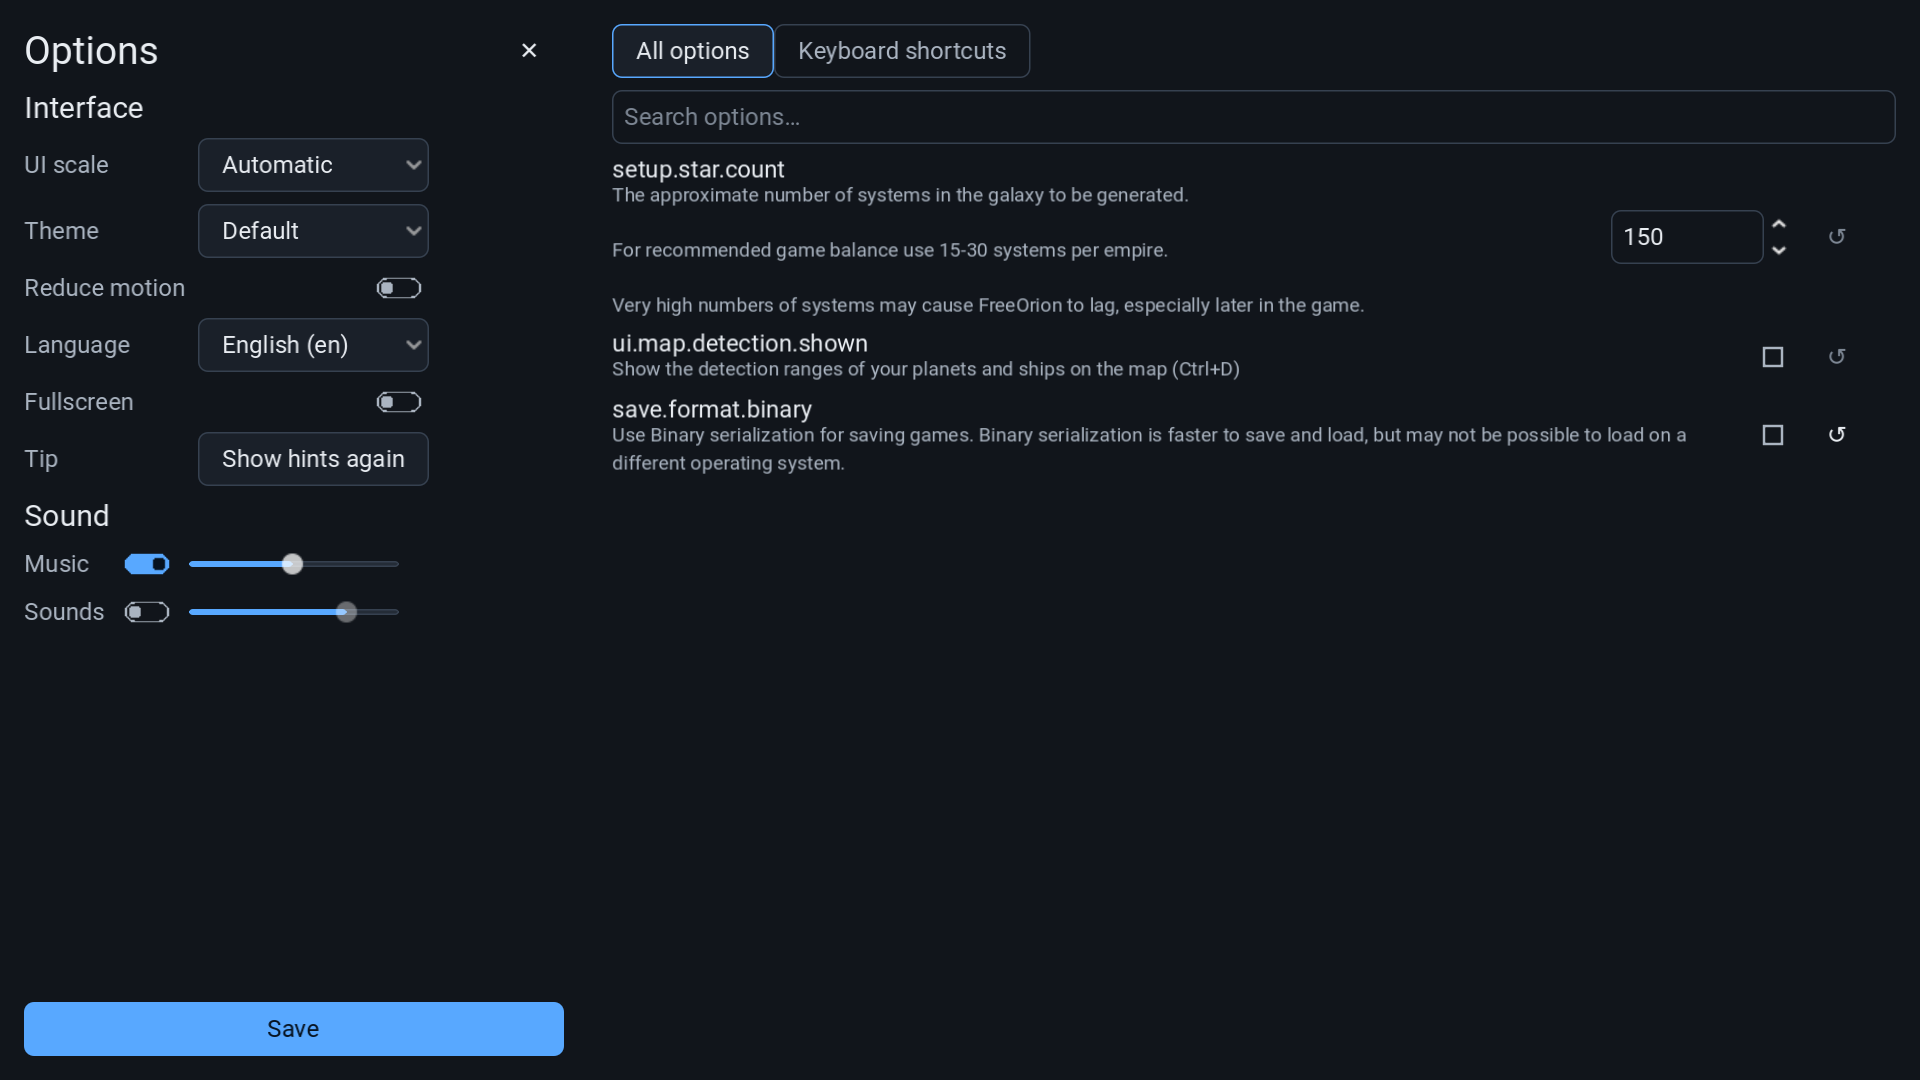 Options
Interface
UI scale
Automatic
Theme
Default
Reduce motion
Language
English (en)
Fullscreen
Tip
Show hints again
Sound
Music
Sounds
Save
All options
Keyboard shortcuts
Search options…
setup.star.count
The approximate number of systems in the galaxy to be generated.
For recommended game balance use 15-30 systems per empire.
Very high numbers of systems may cause FreeOrion to lag, especially later in the game.
150
ui.map.detection.shown
Show the detection ranges of your planets and ships on the map (Ctrl+D)
save.format.binary
Use Binary serialization for saving games. Binary serialization is faster to save and load, but may not be possible to load on a
different operating system.